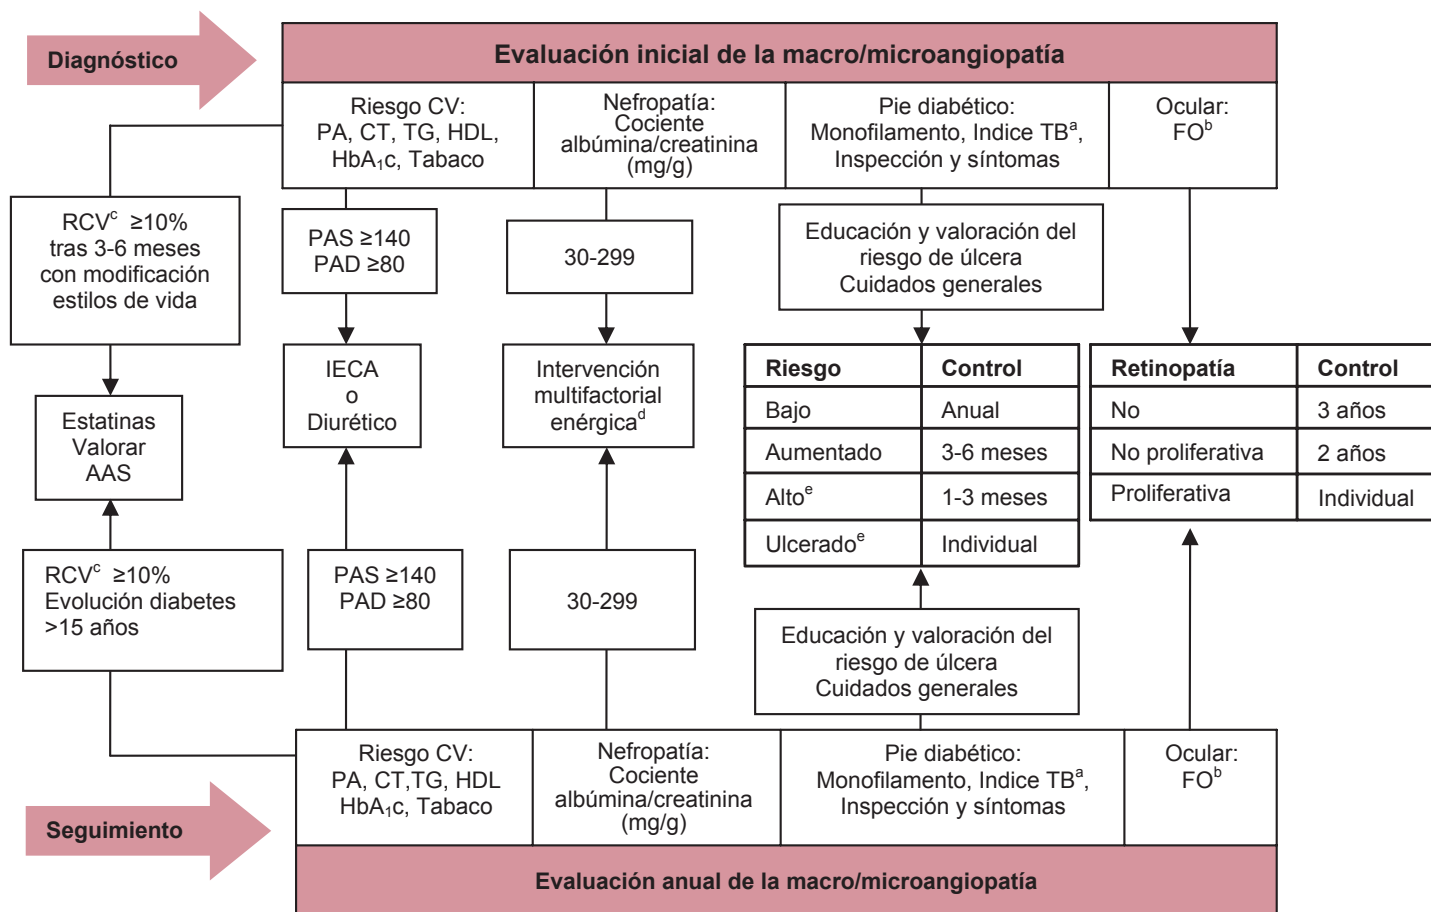 Diagnóstico
Evaluación inicial de la macro/microangiopatía
Riesgo CV:
PA, CT, TG, HDL,
HbA₁c, Tabaco
Nefropatía:
Cociente
albúmina/creatinina
(mg/g)
Pie diabético:
Monofilamento, Indice TBᵃ,
Inspección y síntomas
Ocular:
FOᵇ
RCVᶜ ≥10%
tras 3-6 meses
con modificación
estilos de vida
PAS ≥140
PAD ≥80
30-299
Educación y valoración del
riesgo de úlcera
Cuidados generales
Estatinas
Valorar
AAS
IECA
o
Diurético
Intervención
multifactorial
enérgicaᵈ
Riesgo Control
Bajo Anual
Aumentado 3-6 meses
Altoᵉ 1-3 meses
Ulceradoᵉ Individual
Retinopatía Control
No 3 años
No proliferativa 2 años
Proliferativa Individual
RCVᶜ ≥10%
Evolución diabetes
>15 años
PAS ≥140
PAD ≥80
30-299
Educación y valoración del
riesgo de úlcera
Cuidados generales
Seguimiento
Riesgo CV:
PA, CT,TG, HDL
HbA₁c, Tabaco
Nefropatía:
Cociente
albúmina/creatinina
(mg/g)
Pie diabético:
Monofilamento, Indice TBᵃ,
Inspección y síntomas
Ocular:
FOᵇ
Evaluación anual de la macro/microangiopatía